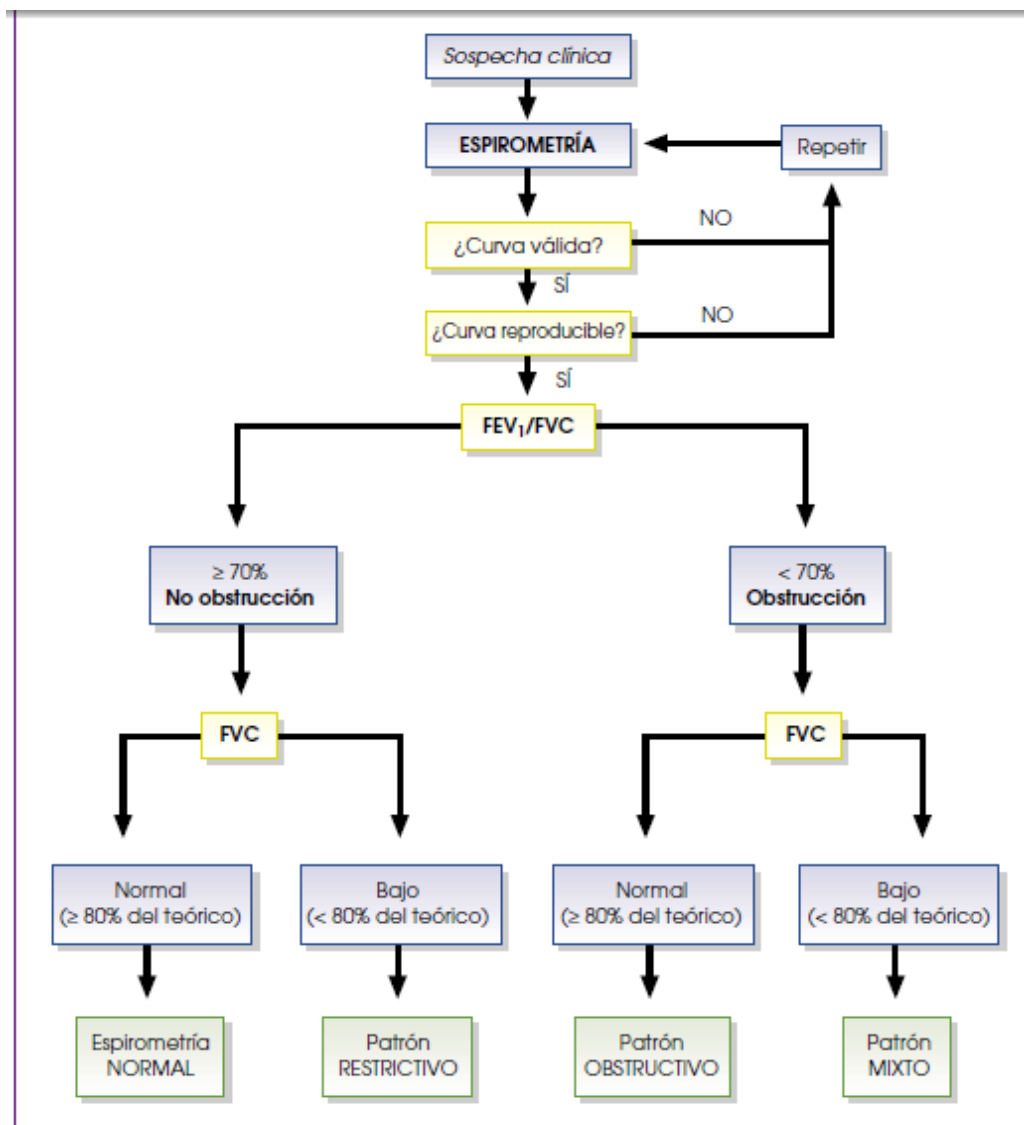 Sospecha clínica
ESPIROMETRÍA
Repetir
¿Curva válida?
NO
SÍ
¿Curva reproducible?
NO
SÍ
FEV₁/FVC
≥ 70%
No obstrucción
< 70%
Obstrucción
FVC
FVC
Normal
(≥ 80% del teórico)
Bajo
(< 80% del teórico)
Normal
(≥ 80% del teórico)
Bajo
(< 80% del teórico)
Espirometría
NORMAL
Patrón
RESTRICTIVO
Patrón
OBSTRUCTIVO
Patrón
MIXTO